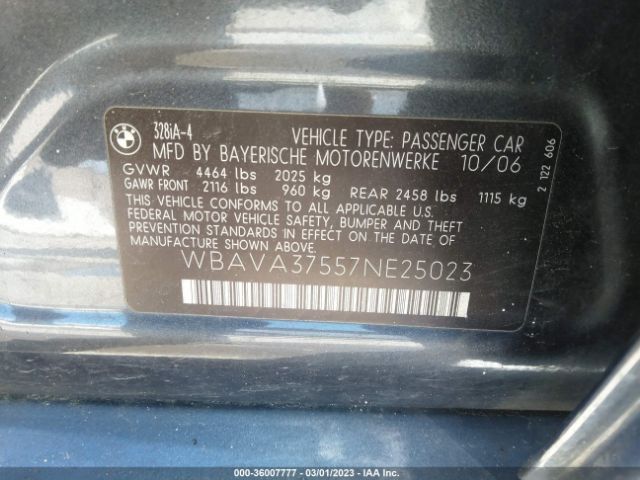 BMW
328iA-4
VEHICLE TYPE: PASSENGER CAR
MFD BY BAYERISCHE MOTORENWERKE 10/06
GVWR 4464 lbs 2025 kg
GAWR FRONT 2116 lbs 960 kg REAR 2458 lbs 1115 kg
THIS VEHICLE CONFORMS TO ALL APPLICABLE U.S.
FEDERAL MOTOR VEHICLE SAFETY, BUMPER AND THEFT
PREVENTION STANDARDS IN EFFECT ON THE DATE OF
MANUFACTURE SHOWN ABOVE.
WBAVA37557NE25023
2 122 606
000-36007777 - 03/01/2023 - IAA Inc.